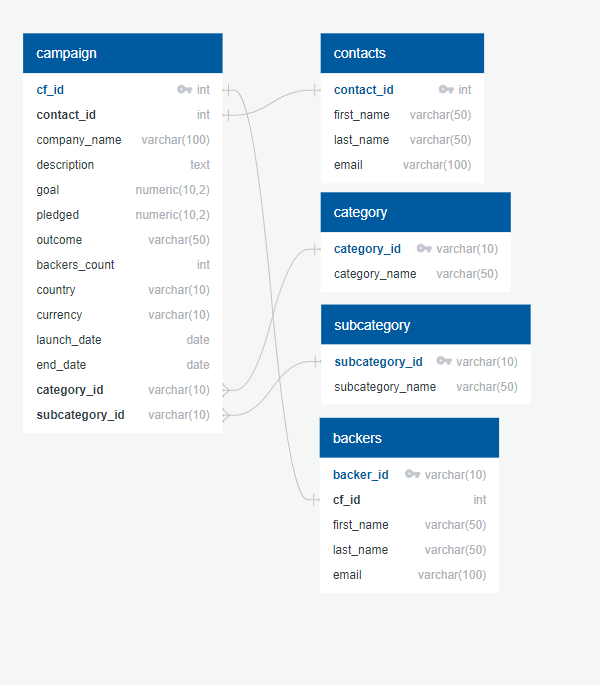 campaign
cf_id int
contact_id int
company_name varchar(100)
description text
goal numeric(10,2)
pledged numeric(10,2)
outcome varchar(50)
backers_count int
country varchar(10)
currency varchar(10)
launch_date date
end_date date
category_id varchar(10)
subcategory_id varchar(10)
contacts
contact_id int
first_name varchar(50)
last_name varchar(50)
email varchar(100)
category
category_id varchar(10)
category_name varchar(50)
subcategory
subcategory_id varchar(10)
subcategory_name varchar(50)
backers
backer_id varchar(10)
cf_id int
first_name varchar(50)
last_name varchar(50)
email varchar(100)